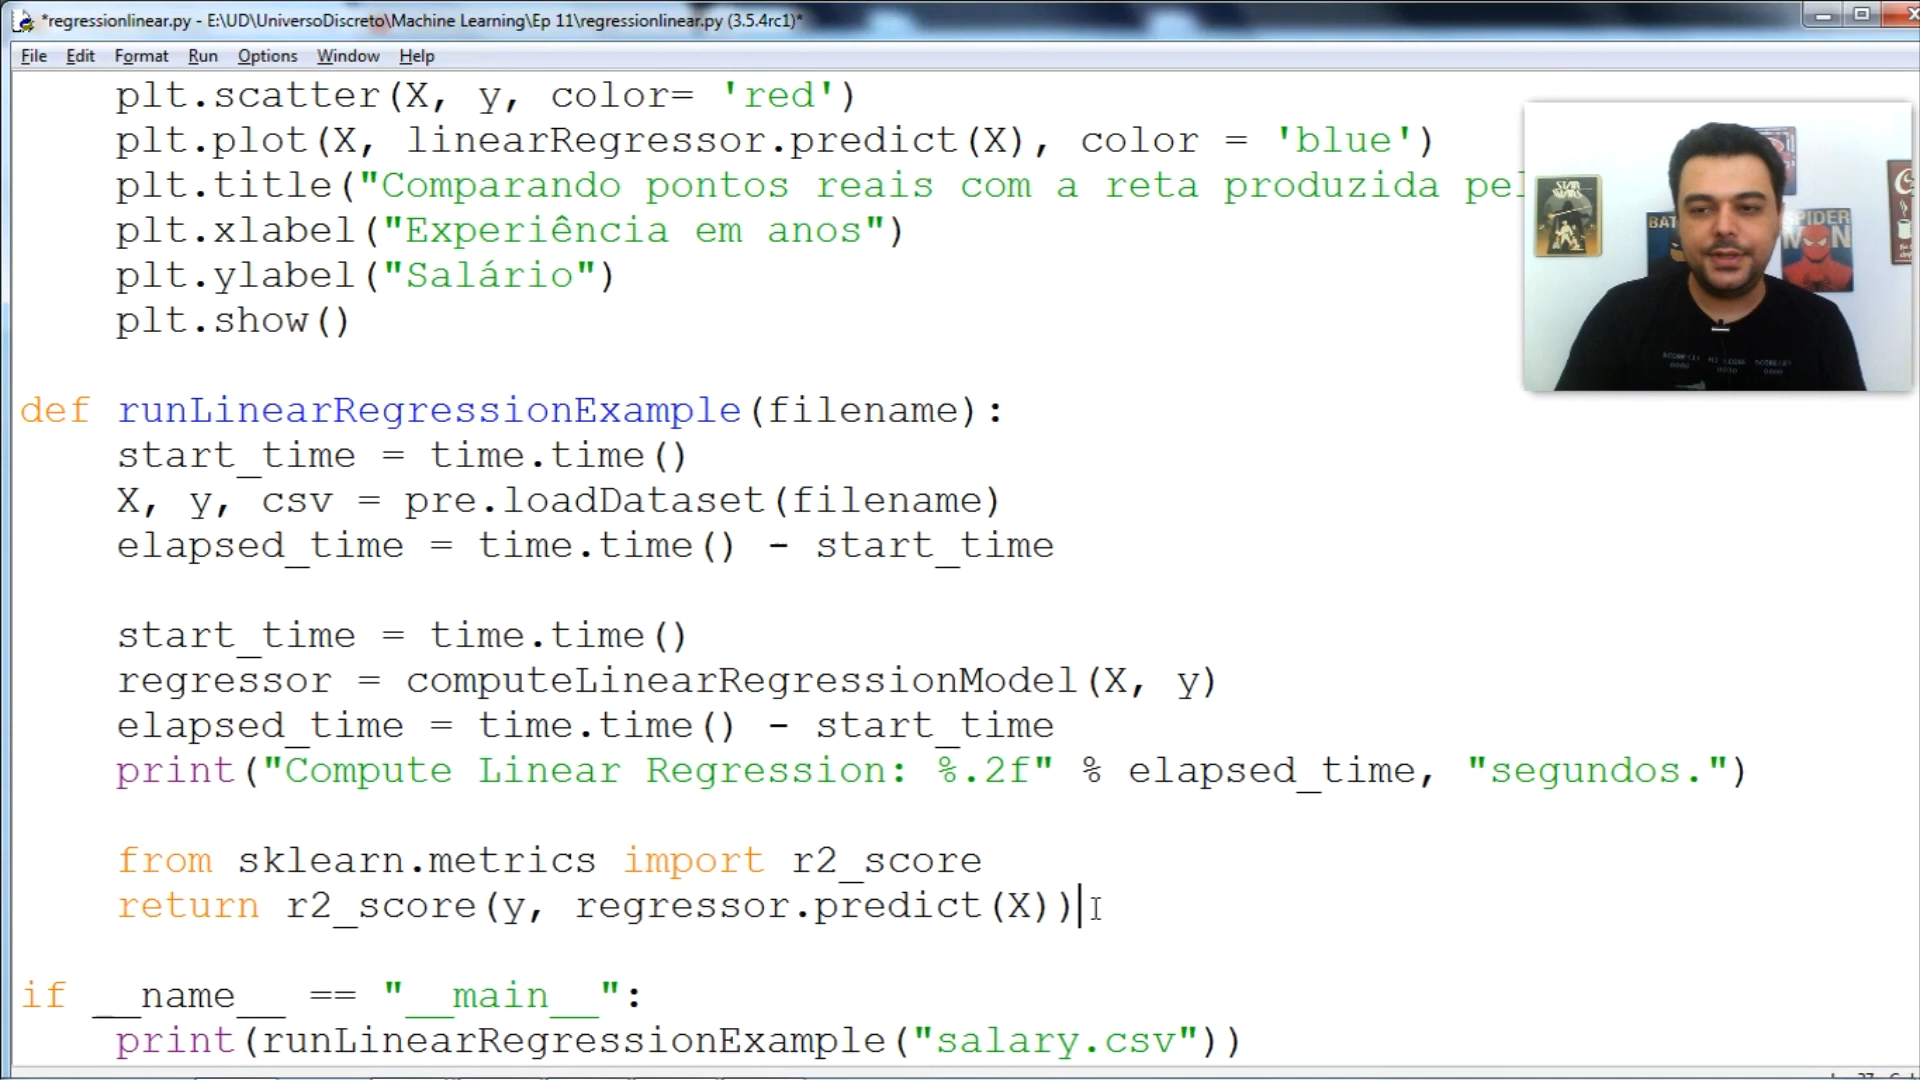 *regressionlinear.py - E:\UD\UniversoDiscreto\Machine Learning\Ep 11\regressionlinear.py (3.5.4rc1)*
File Edit Format Run Options Window Help
plt.scatter(X, y, color= 'red')
plt.plot(X, linearRegressor.predict(X), color = 'blue')
plt.title("Comparando pontos reais com a reta produzida pel
plt.xlabel("Experiência em anos")
plt.ylabel("Salário")
plt.show()
STAR WARS
BAT
SPIDER
MAN
def runLinearRegressionExample(filename):
start_time = time.time()
X, y, csv = pre.loadDataset(filename)
elapsed_time = time.time() - start_time
start_time = time.time()
regressor = computeLinearRegressionModel(X, y)
elapsed_time = time.time() - start_time
print("Compute Linear Regression: %.2f" % elapsed_time, "segundos.")
from sklearn.metrics import r2_score
return r2_score(y, regressor.predict(X))
if __name__ == "__main__":
print(runLinearRegressionExample("salary.csv"))